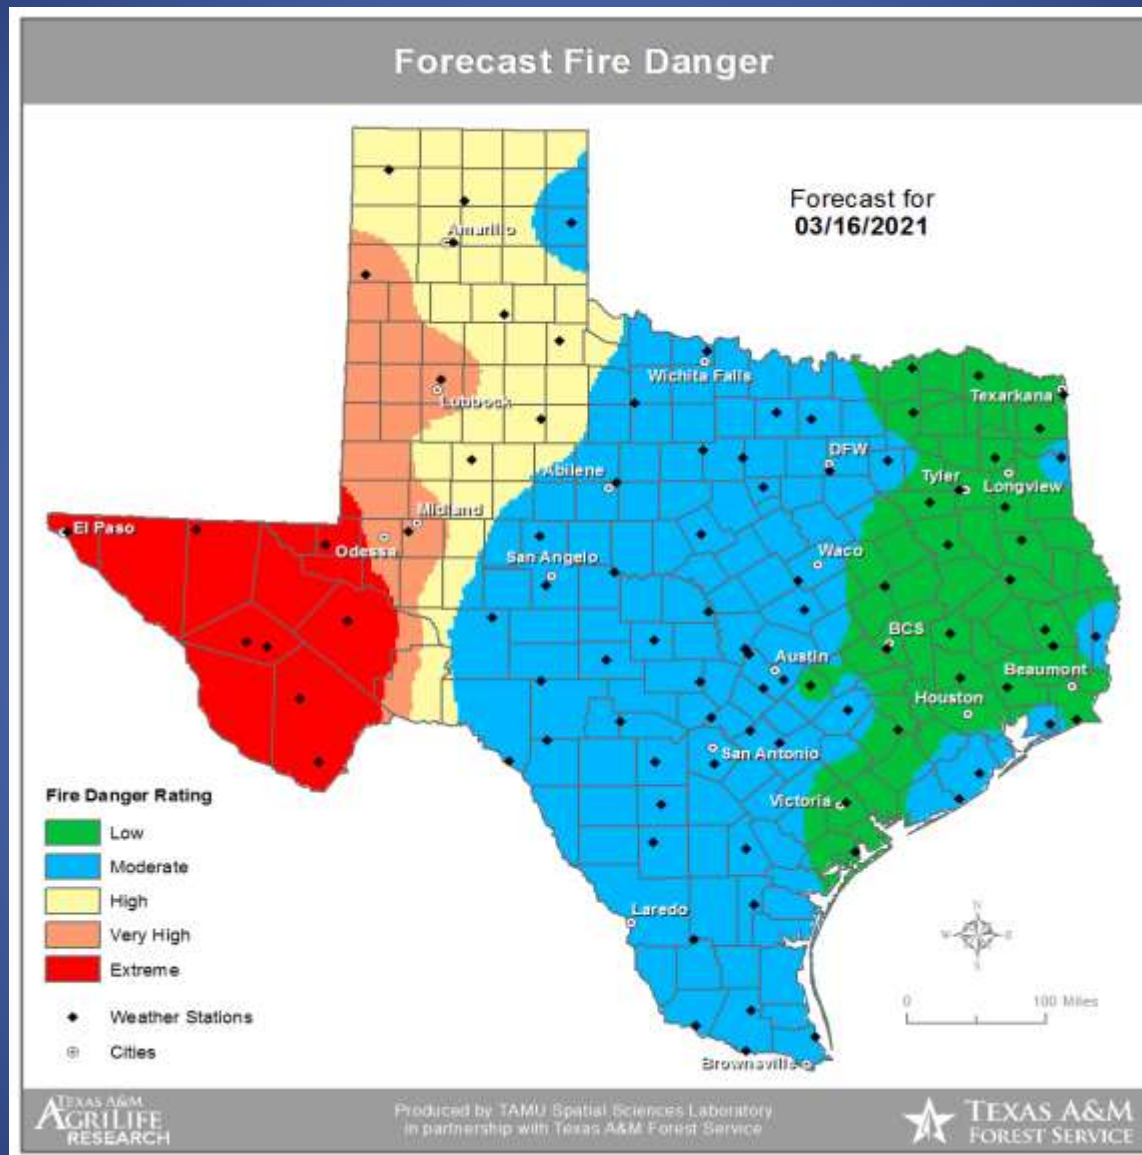 Forecast Fire Danger
Forecast for
03/16/2021
Amarillo
Lubbock
Wichita Falls
Texarkana
DFW
Abilene
Tyler
Longview
El Paso
Midland
Odessa
San Angelo
Waco
BCS
Austin
Beaumont
Houston
San Antonio
Victoria
Laredo
Brownsville
Fire Danger Rating
Low
Moderate
High
Very High
Extreme
Weather Stations
Cities
N
W
E
S
0 100 Miles
TEXAS A&M
AGRILIFE
RESEARCH
Produced by TAMU Spatial Sciences Laboratory
in partnership with Texas A&M Forest Service
TEXAS A&M
FOREST SERVICE